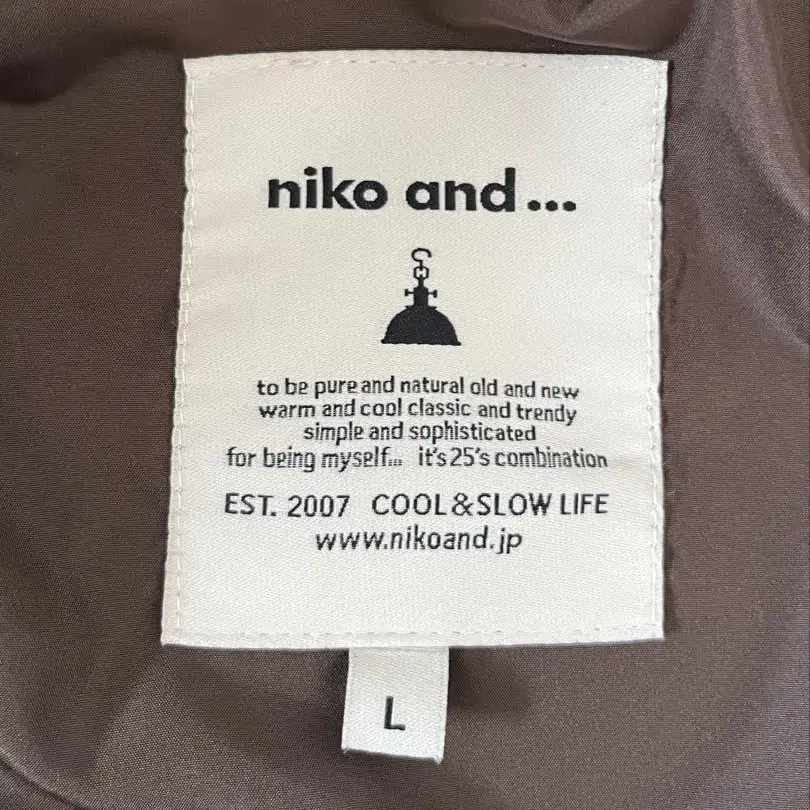 niko and...
to be pure and natural old and new
warm and cool classic and trendy
simple and sophisticated
for being myself... it's 25's combination
EST. 2007 COOL&SLOW LIFE
www.nikoand.jp
L